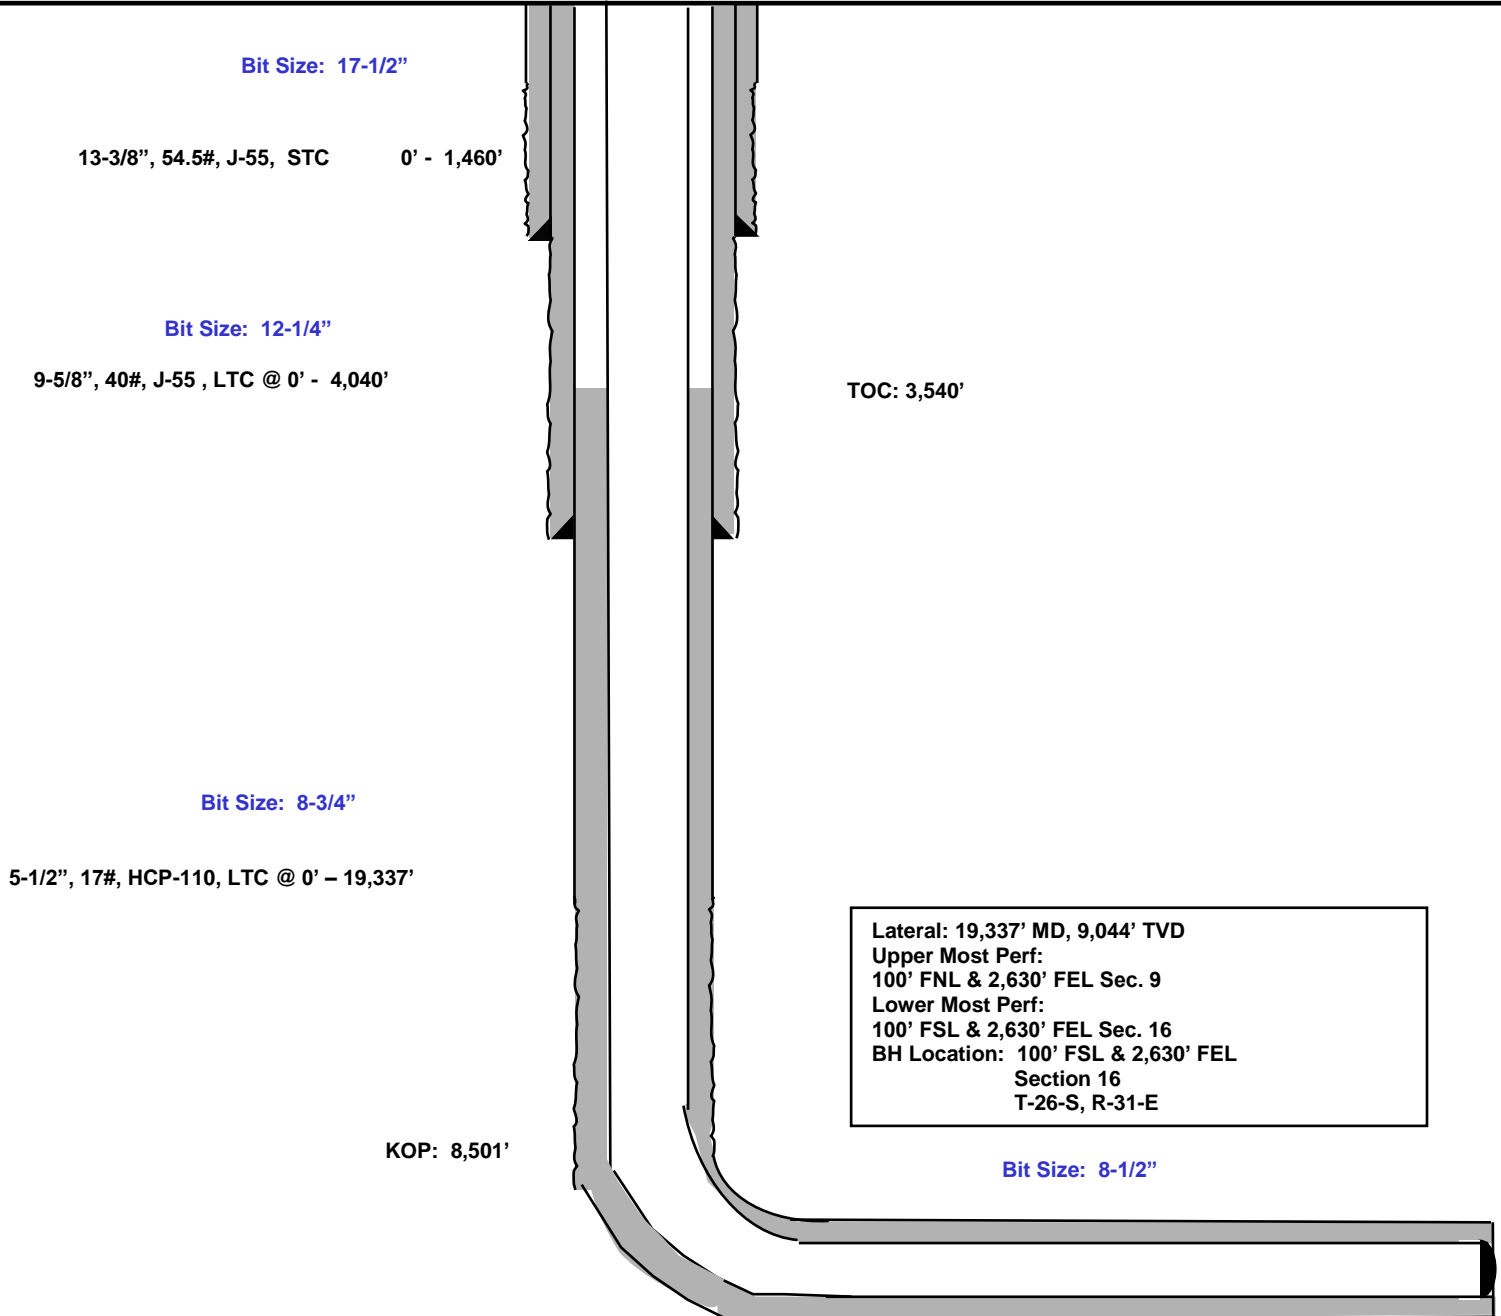 Bit Size: 17-1/2”
13-3/8”, 54.5#, J-55, STC 0’ - 1,460’
Bit Size: 12-1/4”
9-5/8”, 40#, J-55 , LTC @ 0’ - 4,040’
TOC: 3,540’
Bit Size: 8-3/4”
5-1/2”, 17#, HCP-110, LTC @ 0’ – 19,337’
Lateral: 19,337’ MD, 9,044’ TVD
Upper Most Perf:
100’ FNL & 2,630’ FEL Sec. 9
Lower Most Perf:
100’ FSL & 2,630’ FEL Sec. 16
BH Location: 100’ FSL & 2,630’ FEL
Section 16
T-26-S, R-31-E
KOP: 8,501’
Bit Size: 8-1/2”